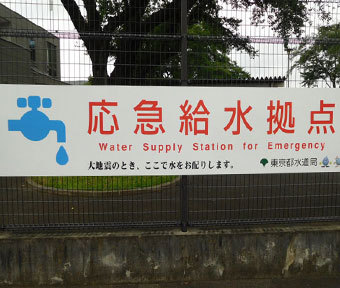 応急給水拠点
Water Supply Station for Emergency
大地震のとき、ここで水をお配りします。
東京都水道局